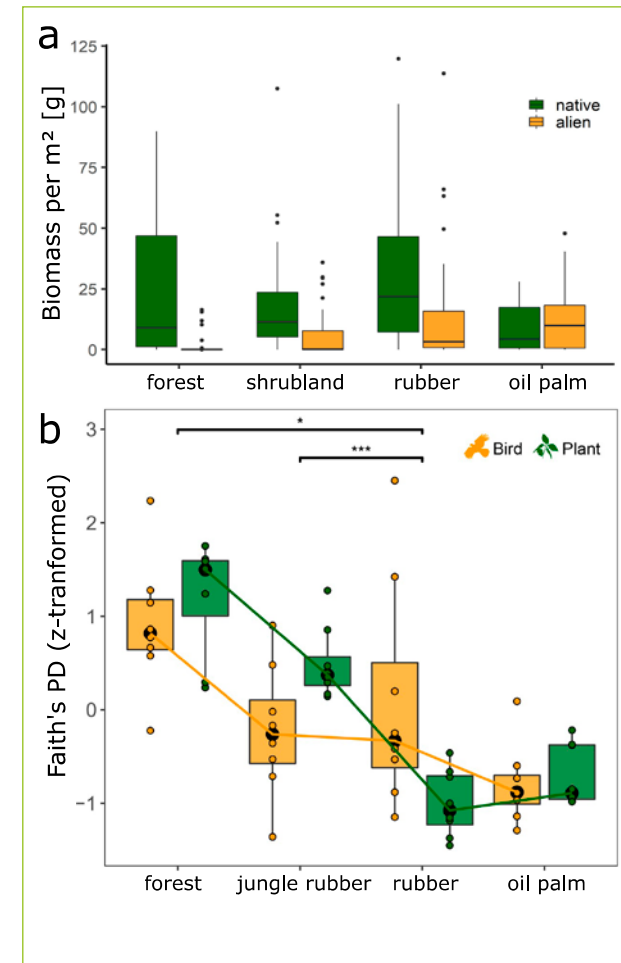 a
Biomass per m² [g]
125
100
75
50
25
0
native
alien
forest shrubland rubber oil palm
b
Faith's PD (z-tranformed)
3
2
1
0
−1
*
***
Bird Plant
forest jungle rubber rubber oil palm